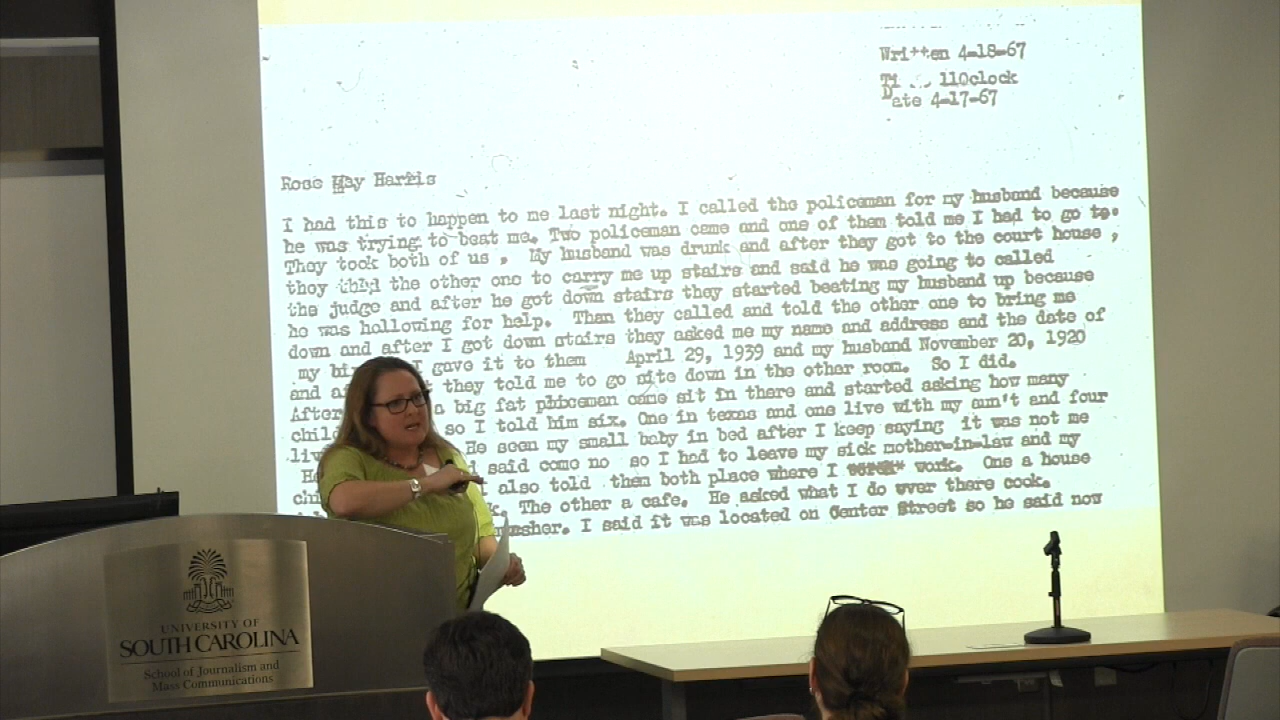 Written 4-18-67
11Oclock
Date 4-17-67
Rose May Harris
I had this to happen to me last night. I called the policeman for my husband because
he was trying to beat me. Two policeman came and one of them told me I had to go to.
They took both of us , My husband was drunk and after they got to the court house ,
they the other one to carry me up stairs and said he was going to called
the judge and after he got down stairs they started beating my husband up because
he was hollowing for help. Than they called and told the other one to bring me
down and after I got down stairs they asked me my name and address and the date of
my I gave it to them April 29, 1939 and my husband November 20, 1920
and they told me to go rite down in the other room. So I did.
After a big fat came sit in there and started asking how many
so I told him six. One in texas and one live with my aun't and four
He seen my small baby in bed after I keep saying it was not me
said come no so I had to leave my sick mother-in-law and my
also told them both place where I work. One a house
The other a cafe. He asked what I do over there cook.
I said it was located on Center Street so he said now
UNIVERSITY OF
SOUTH CAROLINA
School of Journalism and
Mass Communications